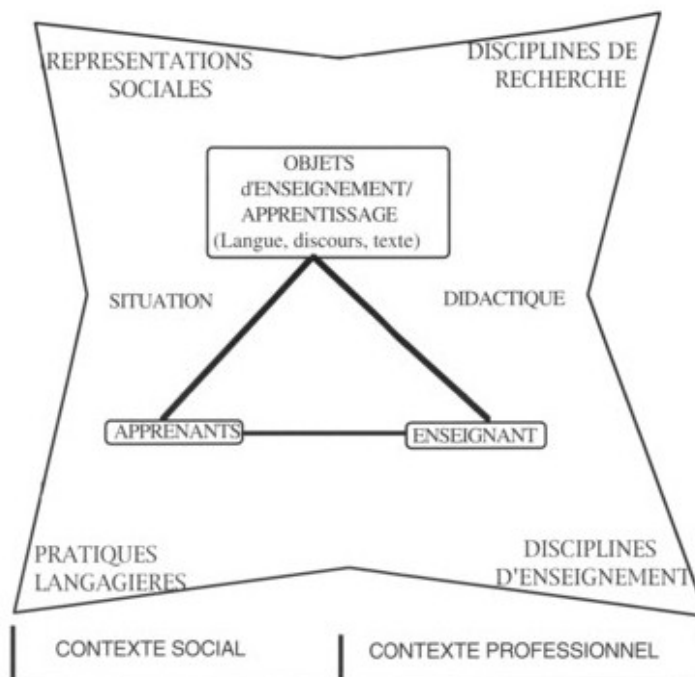 REPRESENTATIONS
SOCIALES
DISCIPLINES DE
RECHERCHE
OBJETS
d'ENSEIGNEMENT/
APPRENTISSAGE
(Langue, discours, texte)
SITUATION
DIDACTIQUE
APPRENANTS
ENSEIGNANT
PRATIQUES
LANGAGIERES
DISCIPLINES
D'ENSEIGNEMENT
CONTEXTE SOCIAL
CONTEXTE PROFESSIONNEL